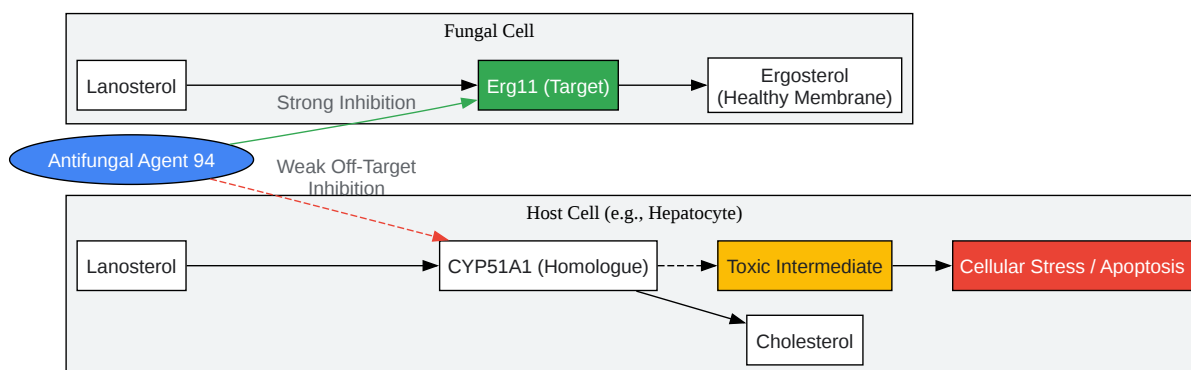 Fungal Cell
Lanosterol
Erg11 (Target)
Ergosterol
(Healthy Membrane)
Strong Inhibition
Antifungal Agent 94
Weak Off-Target
Inhibition
Host Cell (e.g., Hepatocyte)
Lanosterol
CYP51A1 (Homologue)
Toxic Intermediate
Cellular Stress / Apoptosis
Cholesterol